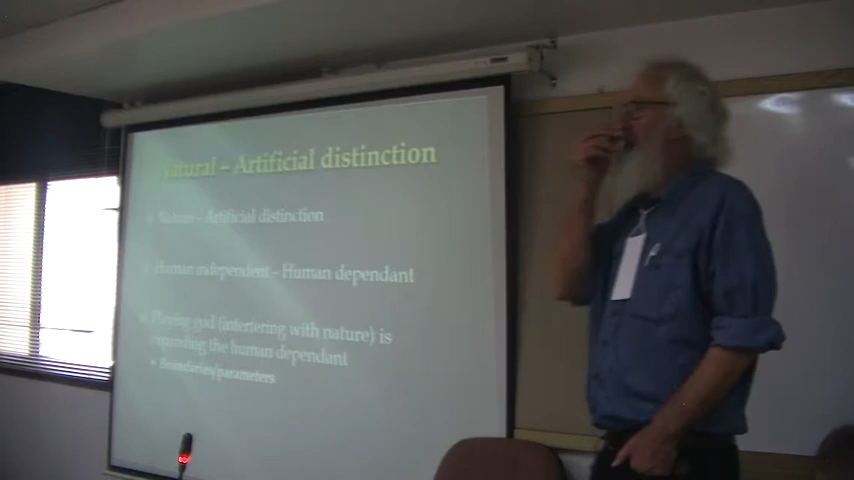 Natural – Artificial distinction
Nature – Artificial distinction
Human independent – Human dependant
Playing god (interfering with nature) is
expanding the human dependant
Boundaries/parameters